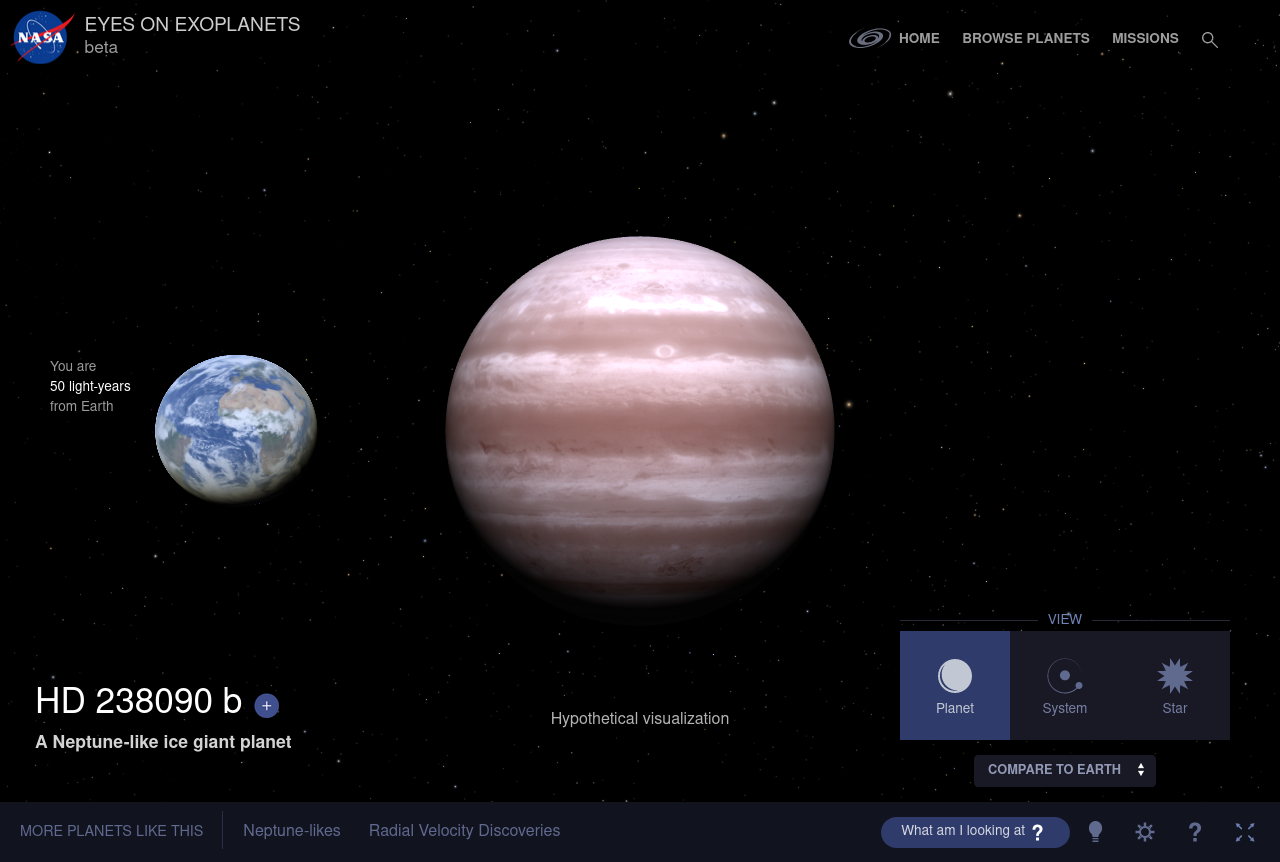 NASA
EYES ON EXOPLANETS
beta
HOME
BROWSE PLANETS
MISSIONS
You are
50 light-years
from Earth
HD 238090 b +
A Neptune-like ice giant planet
Hypothetical visualization
VIEW
Planet
System
Star
COMPARE TO EARTH
MORE PLANETS LIKE THIS
Neptune-likes
Radial Velocity Discoveries
What am I looking at ?
?